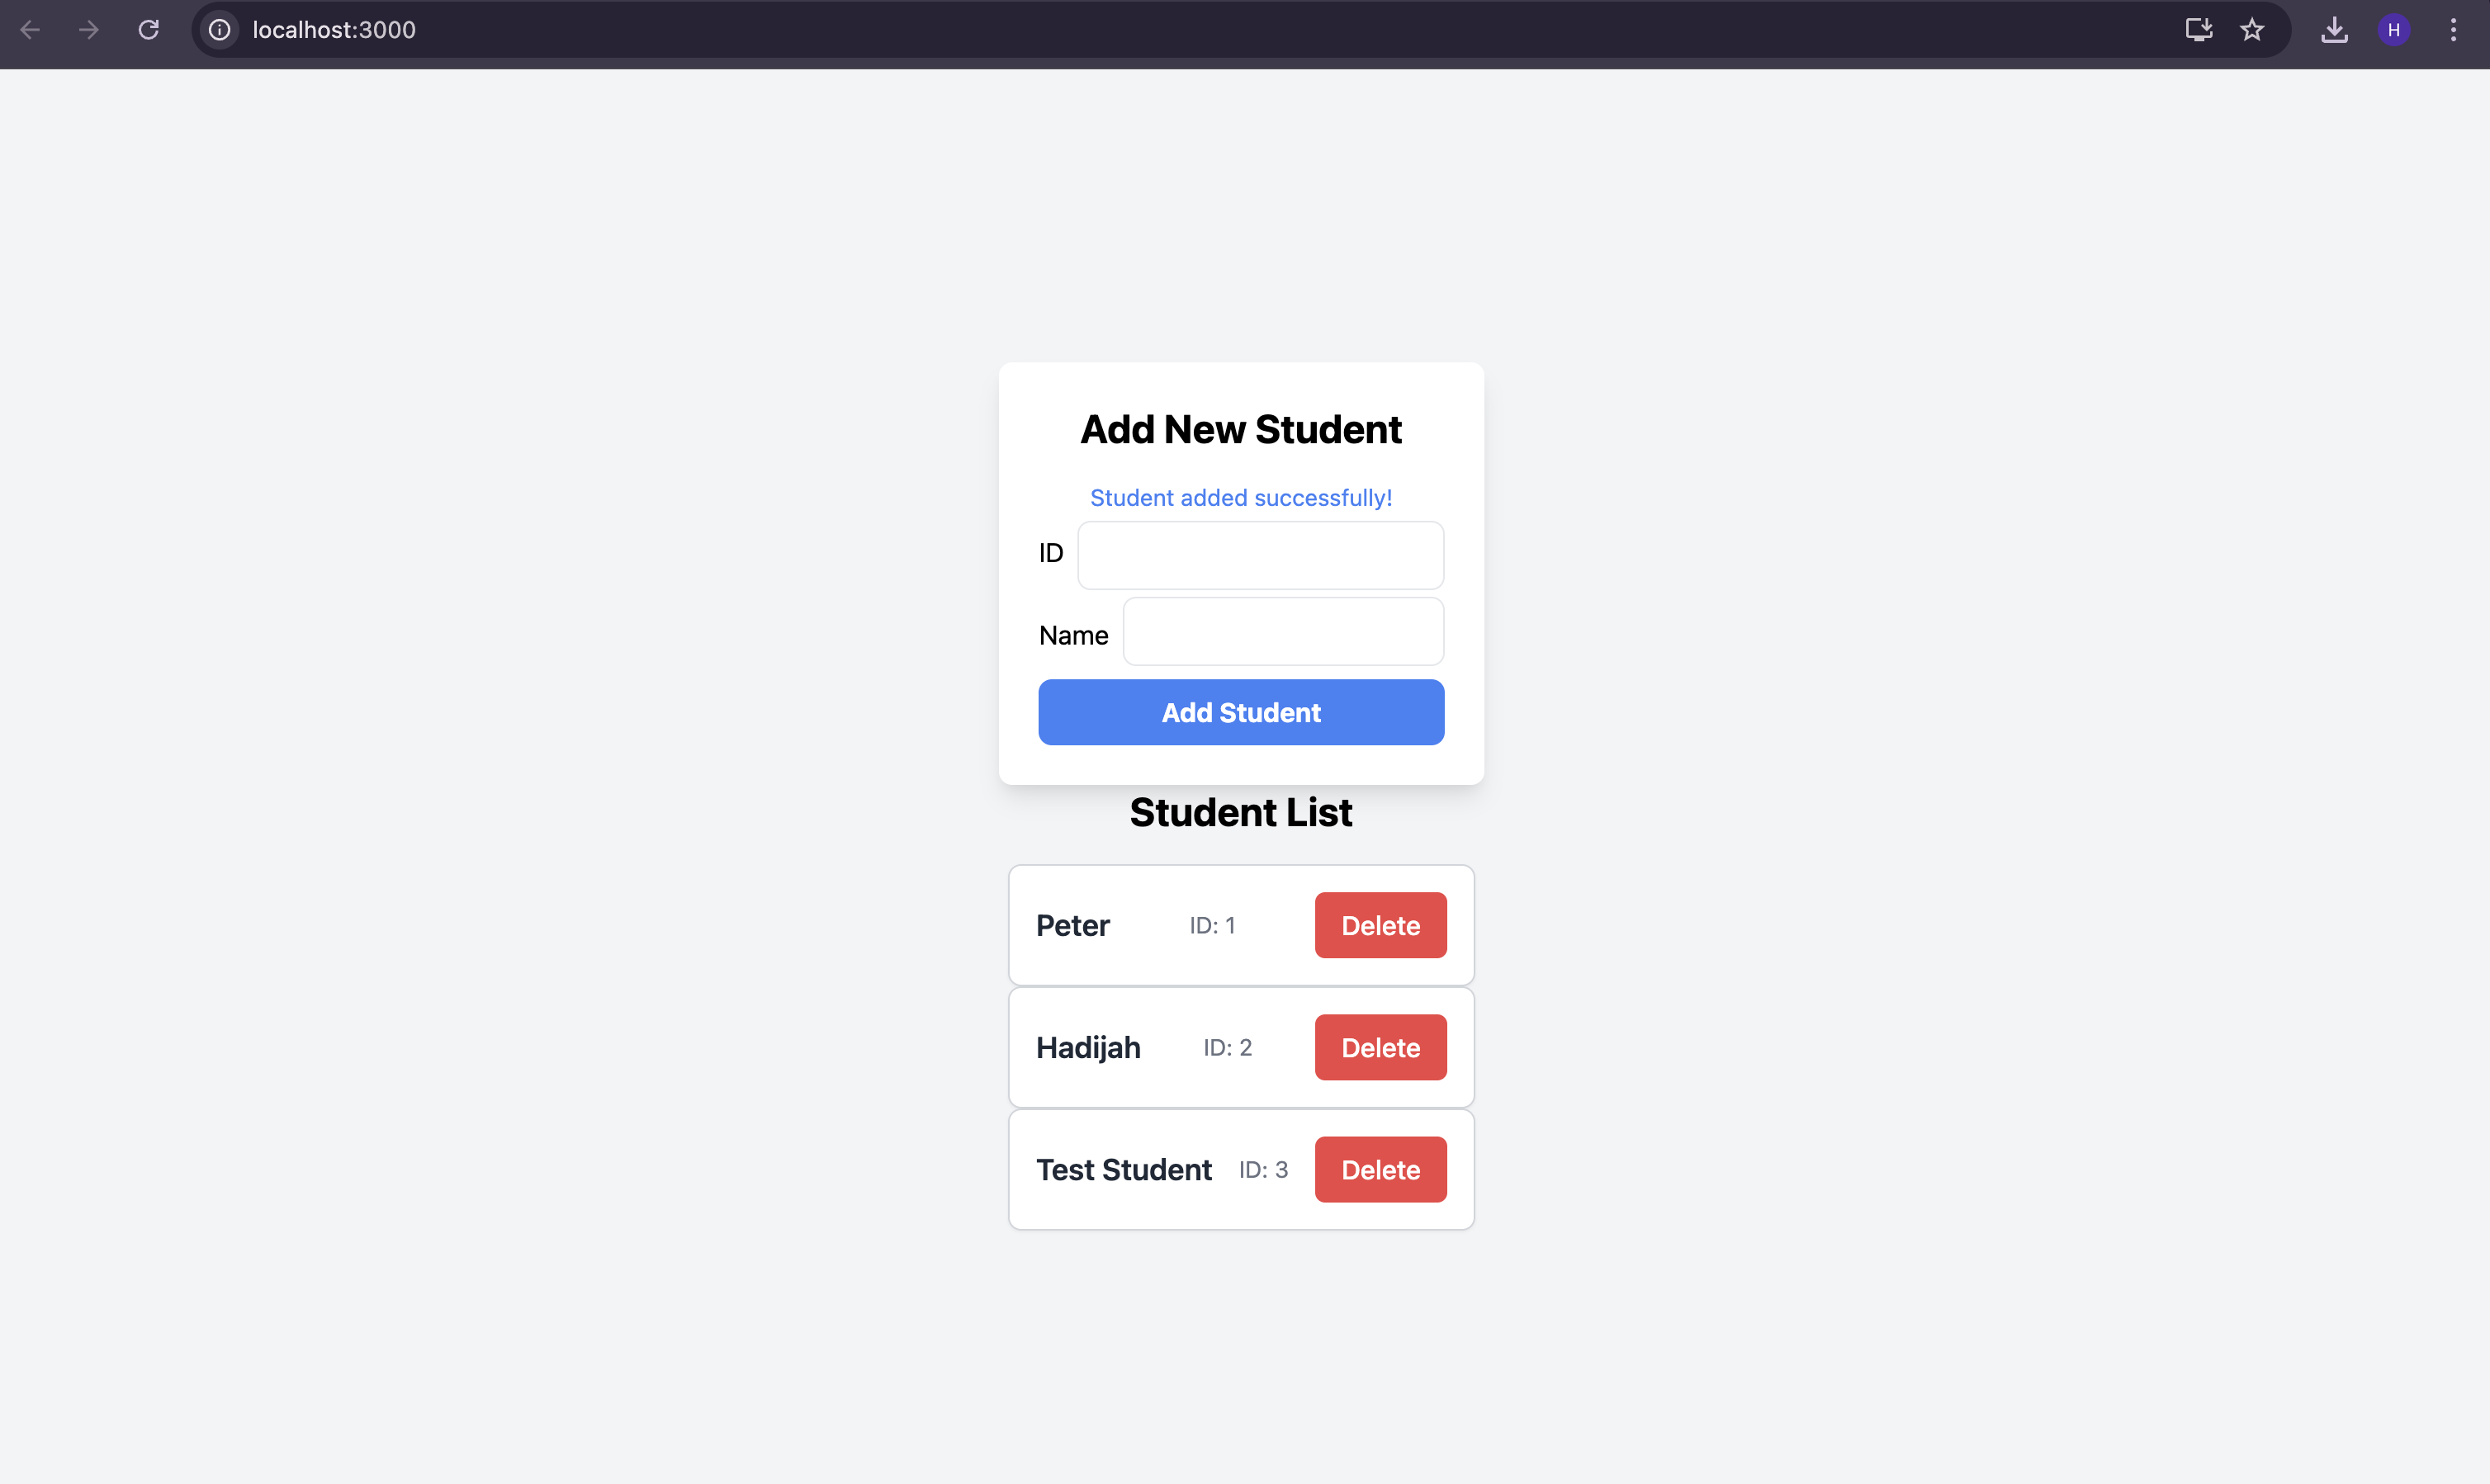 localhost:3000
H
Add New Student
Student added successfully!
ID
Name
Add Student
Student List
Peter ID: 1 Delete
Hadijah ID: 2 Delete
Test Student ID: 3 Delete